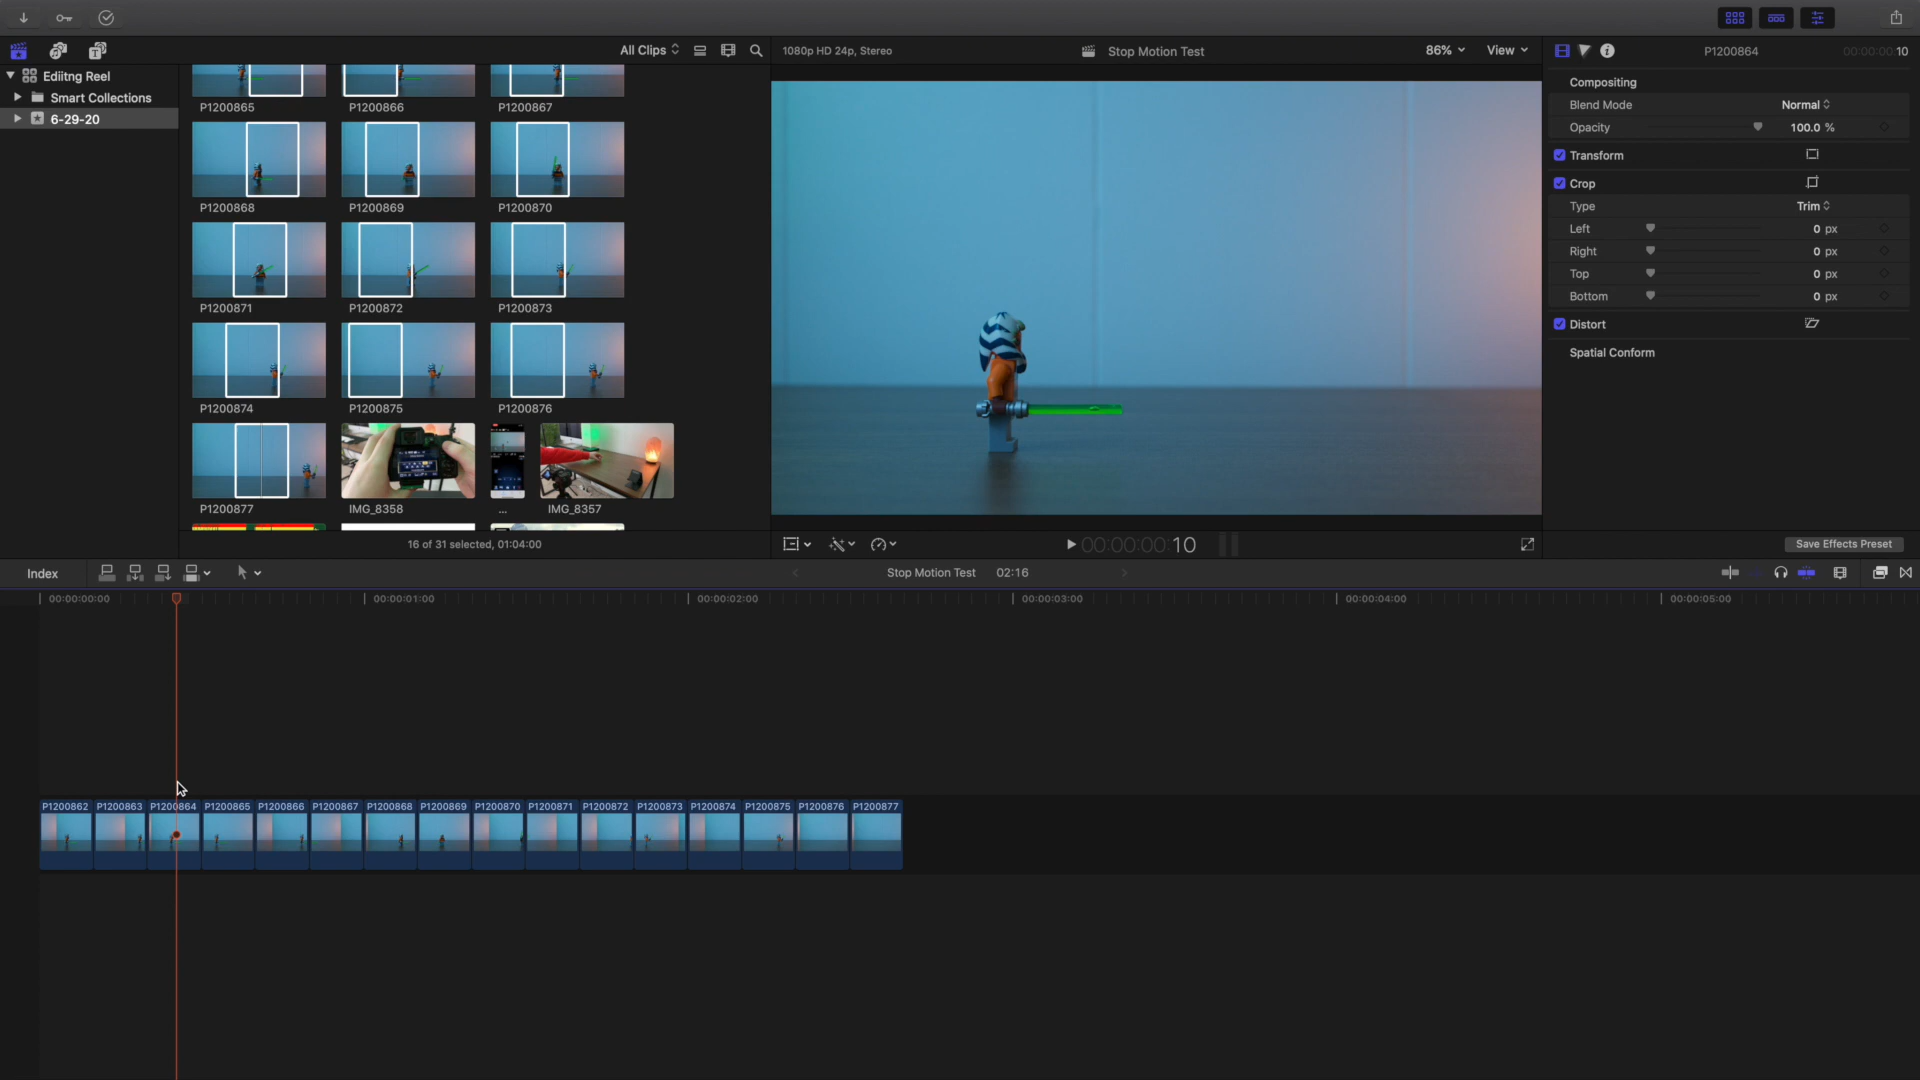 All Clips
1080p HD 24p, Stereo
Stop Motion Test
86%
View
P1200864
00:00:00:10
Ediitng Reel
Smart Collections
6-29-20
P1200865
P1200866
P1200867
P1200868
P1200869
P1200870
P1200871
P1200872
P1200873
P1200874
P1200875
P1200876
P1200877
IMG_8358
...
IMG_8357
16 of 31 selected, 01:04:00
00:00:00:10
Compositing
Blend Mode
Normal
Opacity
100.0 %
Transform
Crop
Type
Trim
Left
0 px
Right
0 px
Top
0 px
Bottom
0 px
Distort
Spatial Conform
Save Effects Preset
Index
Stop Motion Test
02:16
00:00:00:00
00:00:01:00
00:00:02:00
00:00:03:00
00:00:04:00
00:00:05:00
P1200862
P1200863
P1200864
P1200865
P1200866
P1200867
P1200868
P1200869
P1200870
P1200871
P1200872
P1200873
P1200874
P1200875
P1200876
P1200877